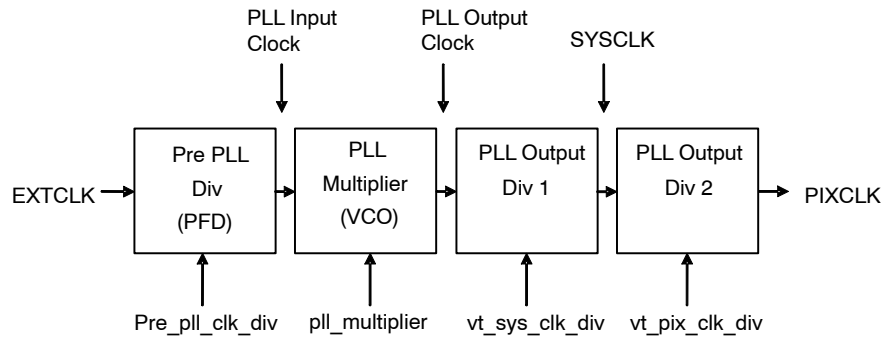 PLL Input
Clock
PLL Output
Clock
SYSCLK
EXTCLK
Pre PLL
Div
(PFD)
PLL
Multiplier
(VCO)
PLL Output
Div 1
PLL Output
Div 2
PIXCLK
Pre_pll_clk_div
pll_multiplier
vt_sys_clk_div
vt_pix_clk_div